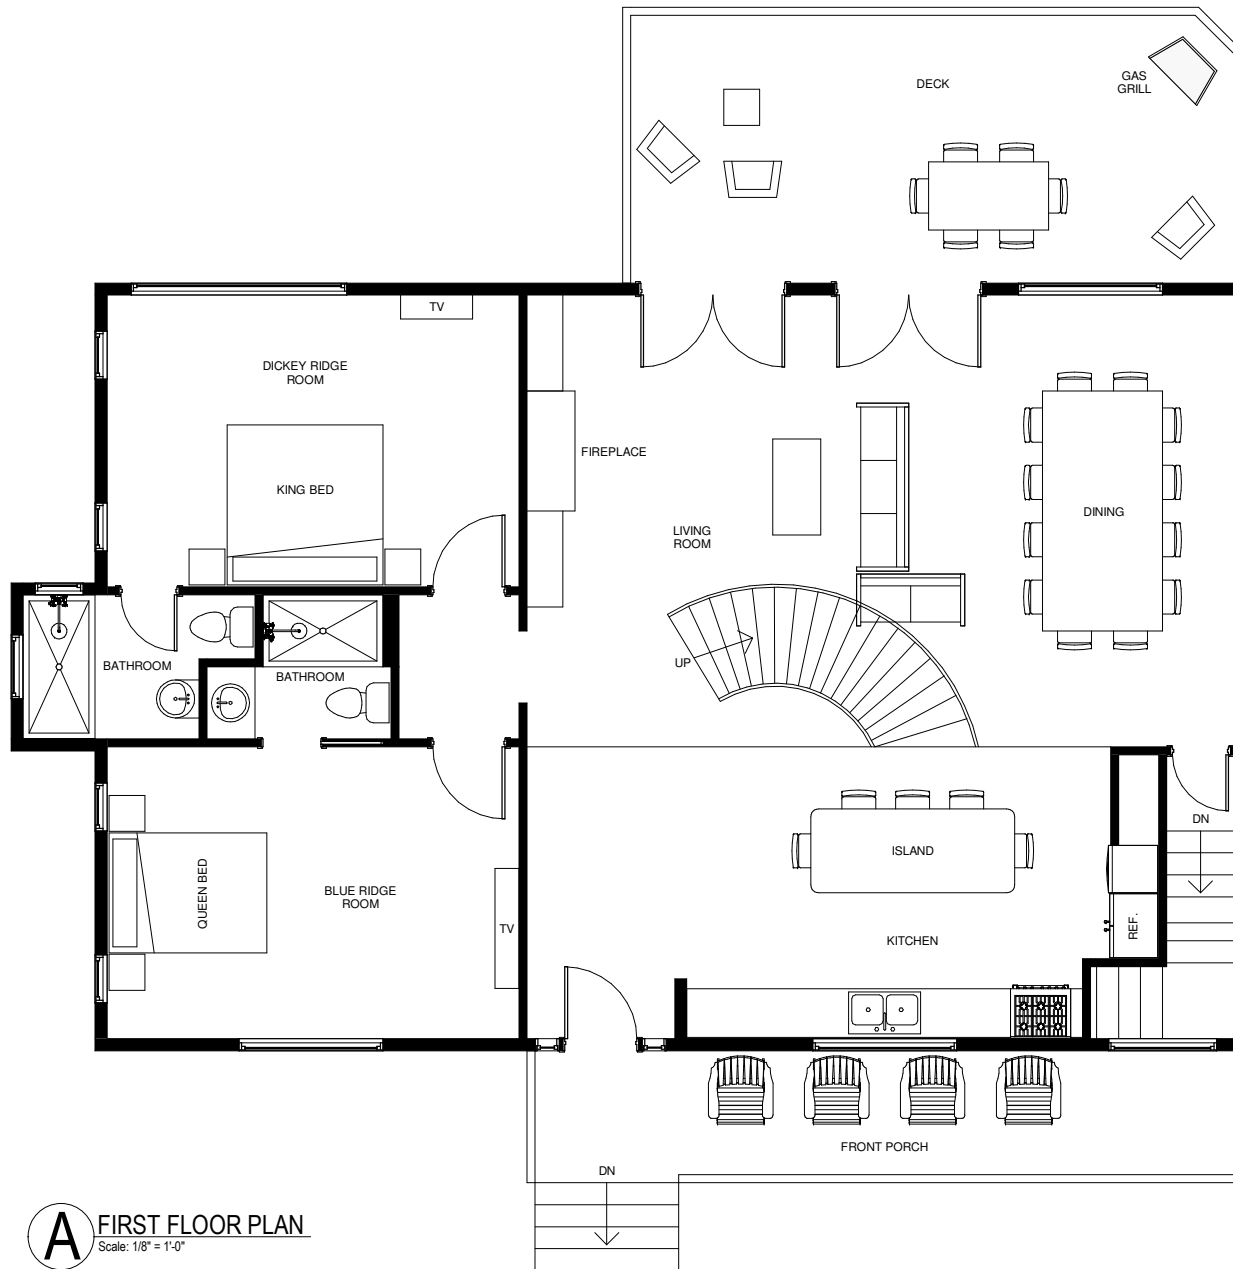 DECK
GAS
GRILL
TV
DICKEY RIDGE
ROOM
FIREPLACE
KING BED
LIVING
ROOM
DINING
UP
BATHROOM
BATHROOM
DN
ISLAND
QUEEN BED
BLUE RIDGE
ROOM
TV
KITCHEN
REF.
FRONT PORCH
DN
A
FIRST FLOOR PLAN
Scale: 1/8" = 1'-0"